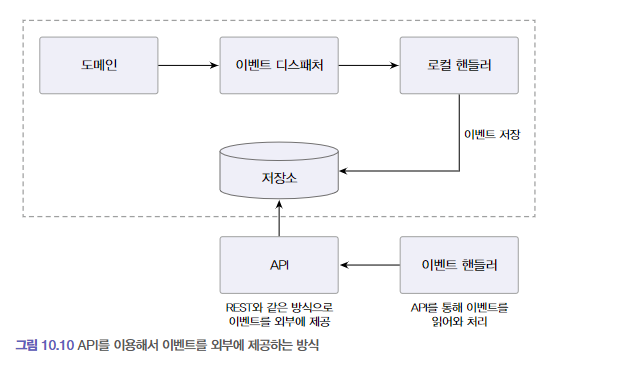 도메인
이벤트 디스패처
로컬 핸들러
이벤트 저장
저장소
API
이벤트 핸들러
REST와 같은 방식으로
이벤트를 외부에 제공
API를 통해 이벤트를
읽어와 처리
그림 10.10 API를 이용해서 이벤트를 외부에 제공하는 방식